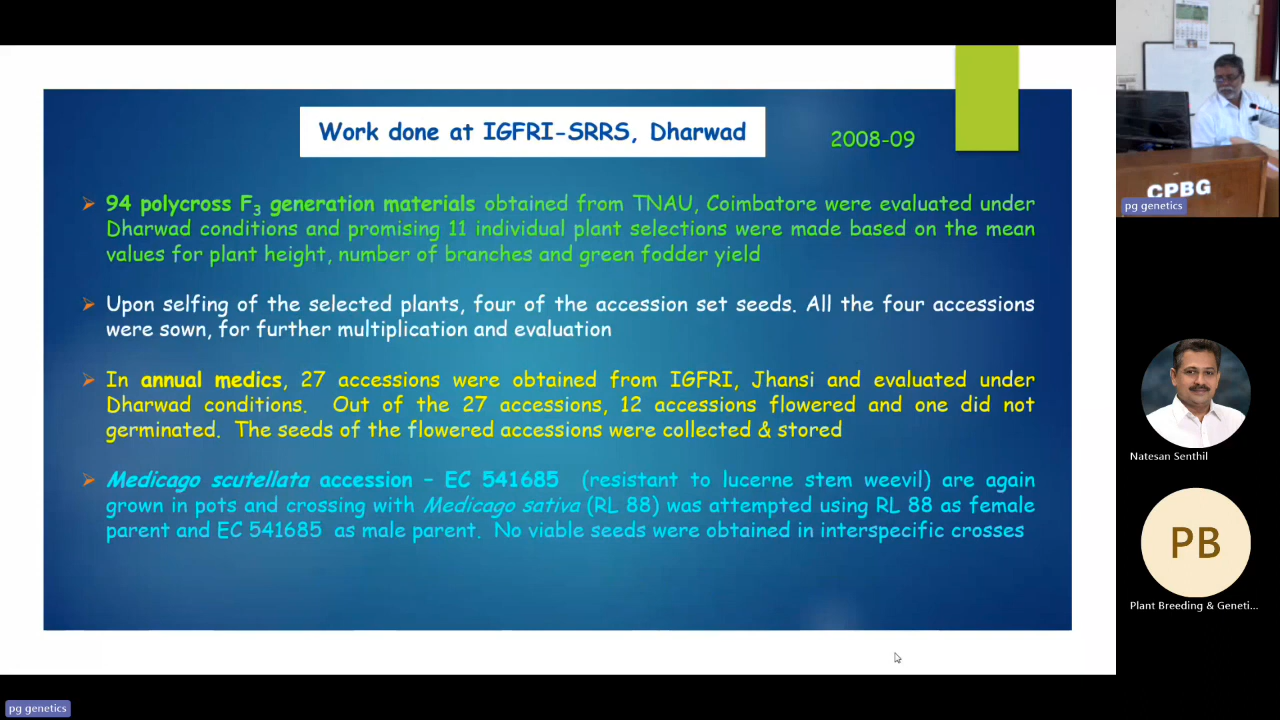 Work done at IGFRI-SRRS, Dharwad
2008-09
➢ 94 polycross F3 generation materials obtained from TNAU, Coimbatore were evaluated under
Dharwad conditions and promising 11 individual plant selections were made based on the mean
values for plant height, number of branches and green fodder yield
➢ Upon selfing of the selected plants, four of the accession set seeds. All the four accessions
were sown, for further multiplication and evaluation
➢ In annual medics, 27 accessions were obtained from IGFRI, Jhansi and evaluated under
Dharwad conditions. Out of the 27 accessions, 12 accessions flowered and one did not
germinated. The seeds of the flowered accessions were collected & stored
➢ Medicago scutellata accession – EC 541685 (resistant to lucerne stem weevil) are again
grown in pots and crossing with Medicago sativa (RL 88) was attempted using RL 88 as female
parent and EC 541685 as male parent. No viable seeds were obtained in interspecific crosses
CPBG
pg genetics
Natesan Senthil
PB
Plant Breeding & Geneti...
pg genetics